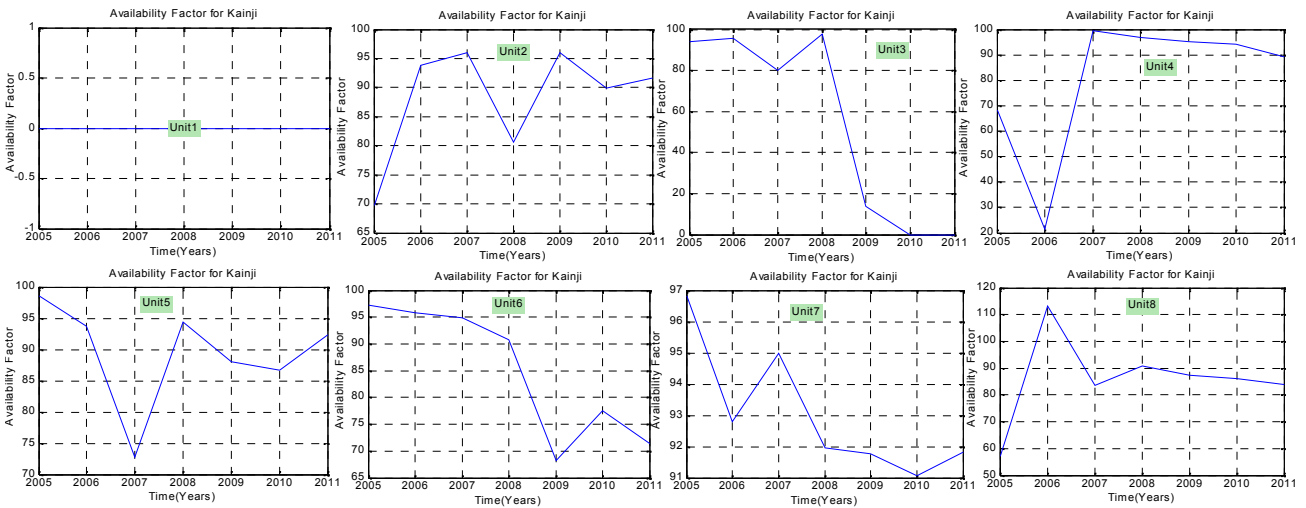 Availability Factor for Kainji
1
0.5
0
-0.5
-1
Availability Factor
Unit1
2005 2006 2007 2008 2009 2010 2011
Time(Years)
Availability Factor for Kainji
100
95
90
85
80
75
70
65
Availability Factor
Unit2
2005 2006 2007 2008 2009 2010 2011
Time(Years)
Availability Factor for Kainji
100
80
60
40
20
0
Availability Factor
Unit3
2005 2006 2007 2008 2009 2010 2011
Time(Years)
Availability Factor for Kainji
100
90
80
70
60
50
40
30
20
Availability Factor
Unit4
2005 2006 2007 2008 2009 2010 2011
Time(Years)
Availability Factor for Kainji
100
95
90
85
80
75
70
Availability Factor
Unit5
2005 2006 2007 2008 2009 2010 2011
Time(Years)
Availability Factor for Kainji
100
95
90
85
80
75
70
65
Availability Factor
Unit6
2005 2006 2007 2008 2009 2010 2011
Time(Years)
Availability Factor for Kainji
97
96
95
94
93
92
91
Availability Factor
Unit7
2005 2006 2007 2008 2009 2010 2011
Time(Years)
Availability Factor for Kainji
120
110
100
90
80
70
60
50
Availability Factor
Unit8
2005 2006 2007 2008 2009 2010 2011
Time(Years)